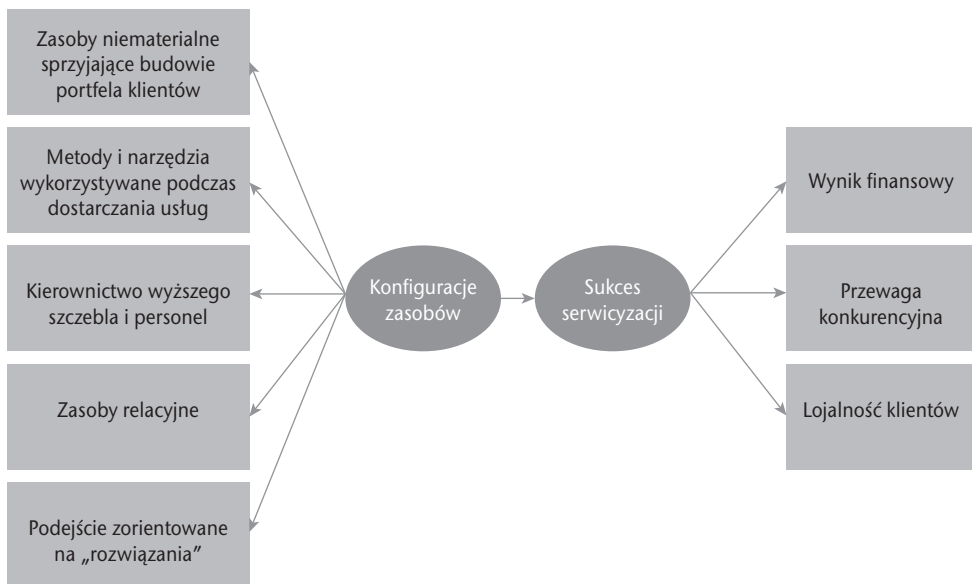 Zasoby niematerialne
sprzyjające budowie
portfela klientów
Metody i narzędzia
wykorzystywane podczas
dostarczania usług
Kierownictwo wyższego
szczebla i personel
Zasoby relacyjne
Podejście zorientowane
na „rozwiązania”
Konfiguracje
zasobów
Sukces
serwicyzacji
Wynik finansowy
Przewaga
konkurencyjna
Lojalność klientów